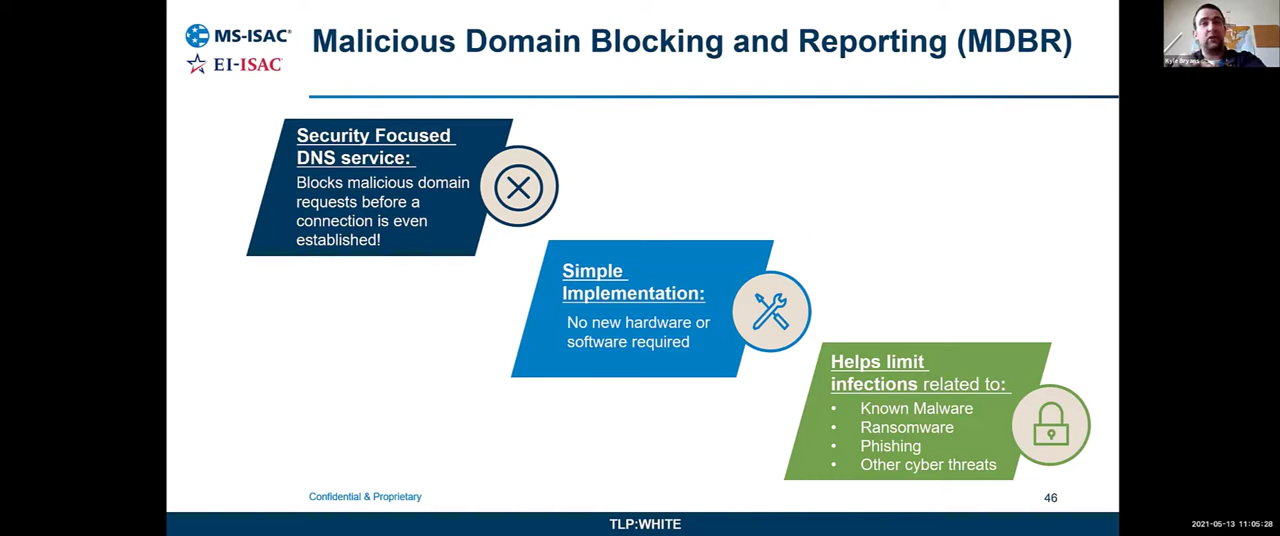 MS-ISAC®
EI-ISAC®
Malicious Domain Blocking and Reporting (MDBR)
Kyle Bryans
Security Focused
DNS service:
Blocks malicious domain
requests before a
connection is even
established!
Simple
Implementation:
No new hardware or
software required
Helps limit
infections related to:
• Known Malware
• Ransomware
• Phishing
• Other cyber threats
Confidential & Proprietary
46
TLP:WHITE
2021-05-13 11:05:28